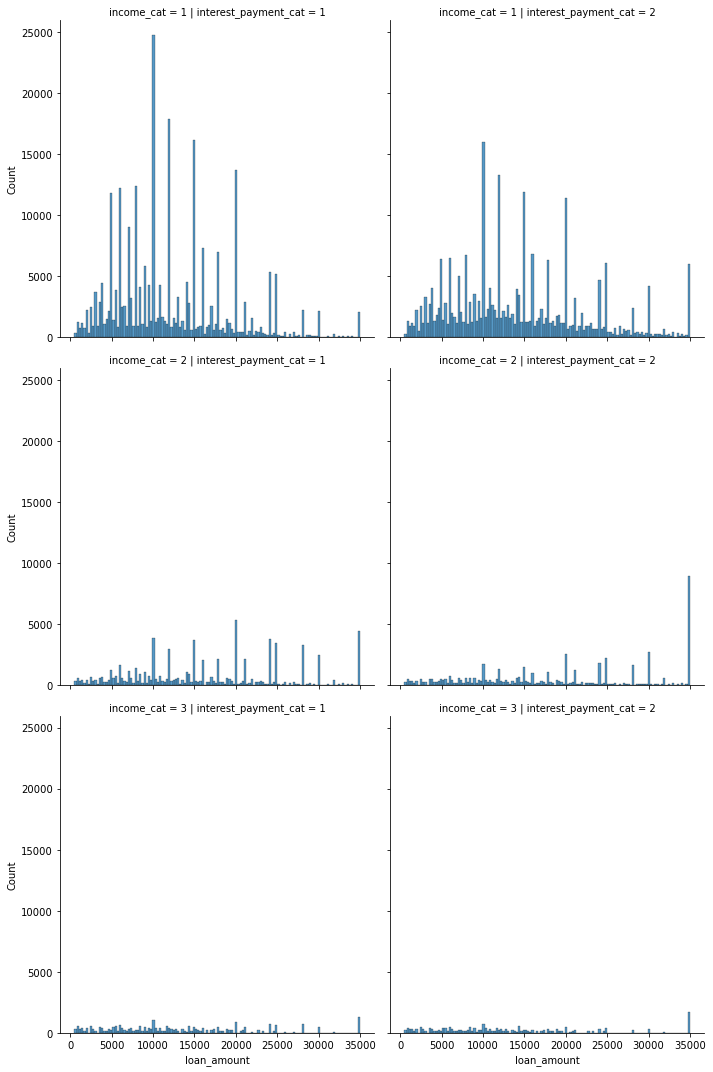 income_cat = 1 | interest_payment_cat = 1
income_cat = 1 | interest_payment_cat = 2
25000
20000
15000
10000
5000
0
Count
income_cat = 2 | interest_payment_cat = 1
income_cat = 2 | interest_payment_cat = 2
25000
20000
15000
10000
5000
0
Count
income_cat = 3 | interest_payment_cat = 1
income_cat = 3 | interest_payment_cat = 2
25000
20000
15000
10000
5000
0
Count
0 5000 10000 15000 20000 25000 30000 35000
0 5000 10000 15000 20000 25000 30000 35000
loan_amount
loan_amount